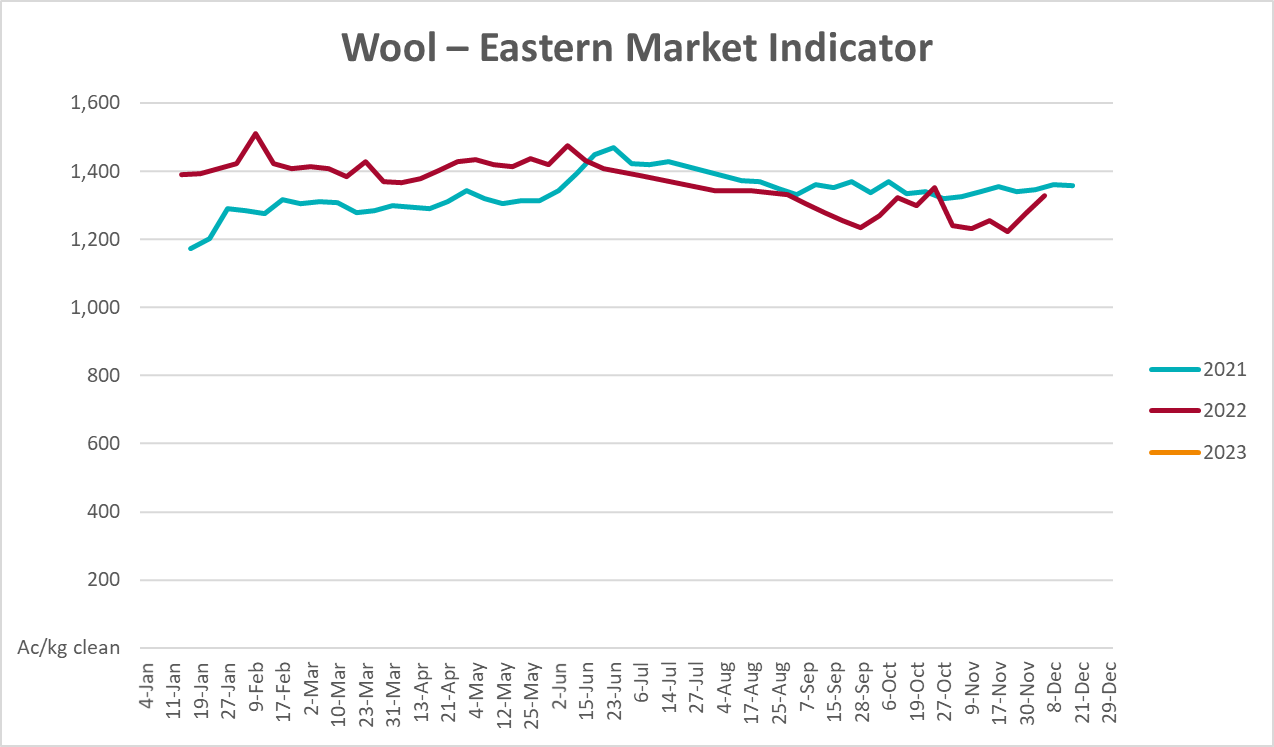 Wool – Eastern Market Indicator
1,600
1,400
1,200
1,000
800
600
400
200
Ac/kg clean
4-Jan
11-Jan
19-Jan
27-Jan
9-Feb
17-Feb
2-Mar
10-Mar
23-Mar
31-Mar
13-Apr
21-Apr
4-May
12-May
25-May
2-Jun
15-Jun
23-Jun
6-Jul
14-Jul
27-Jul
4-Aug
17-Aug
25-Aug
7-Sep
15-Sep
28-Sep
6-Oct
19-Oct
27-Oct
9-Nov
17-Nov
30-Nov
8-Dec
21-Dec
29-Dec
2021
2022
2023